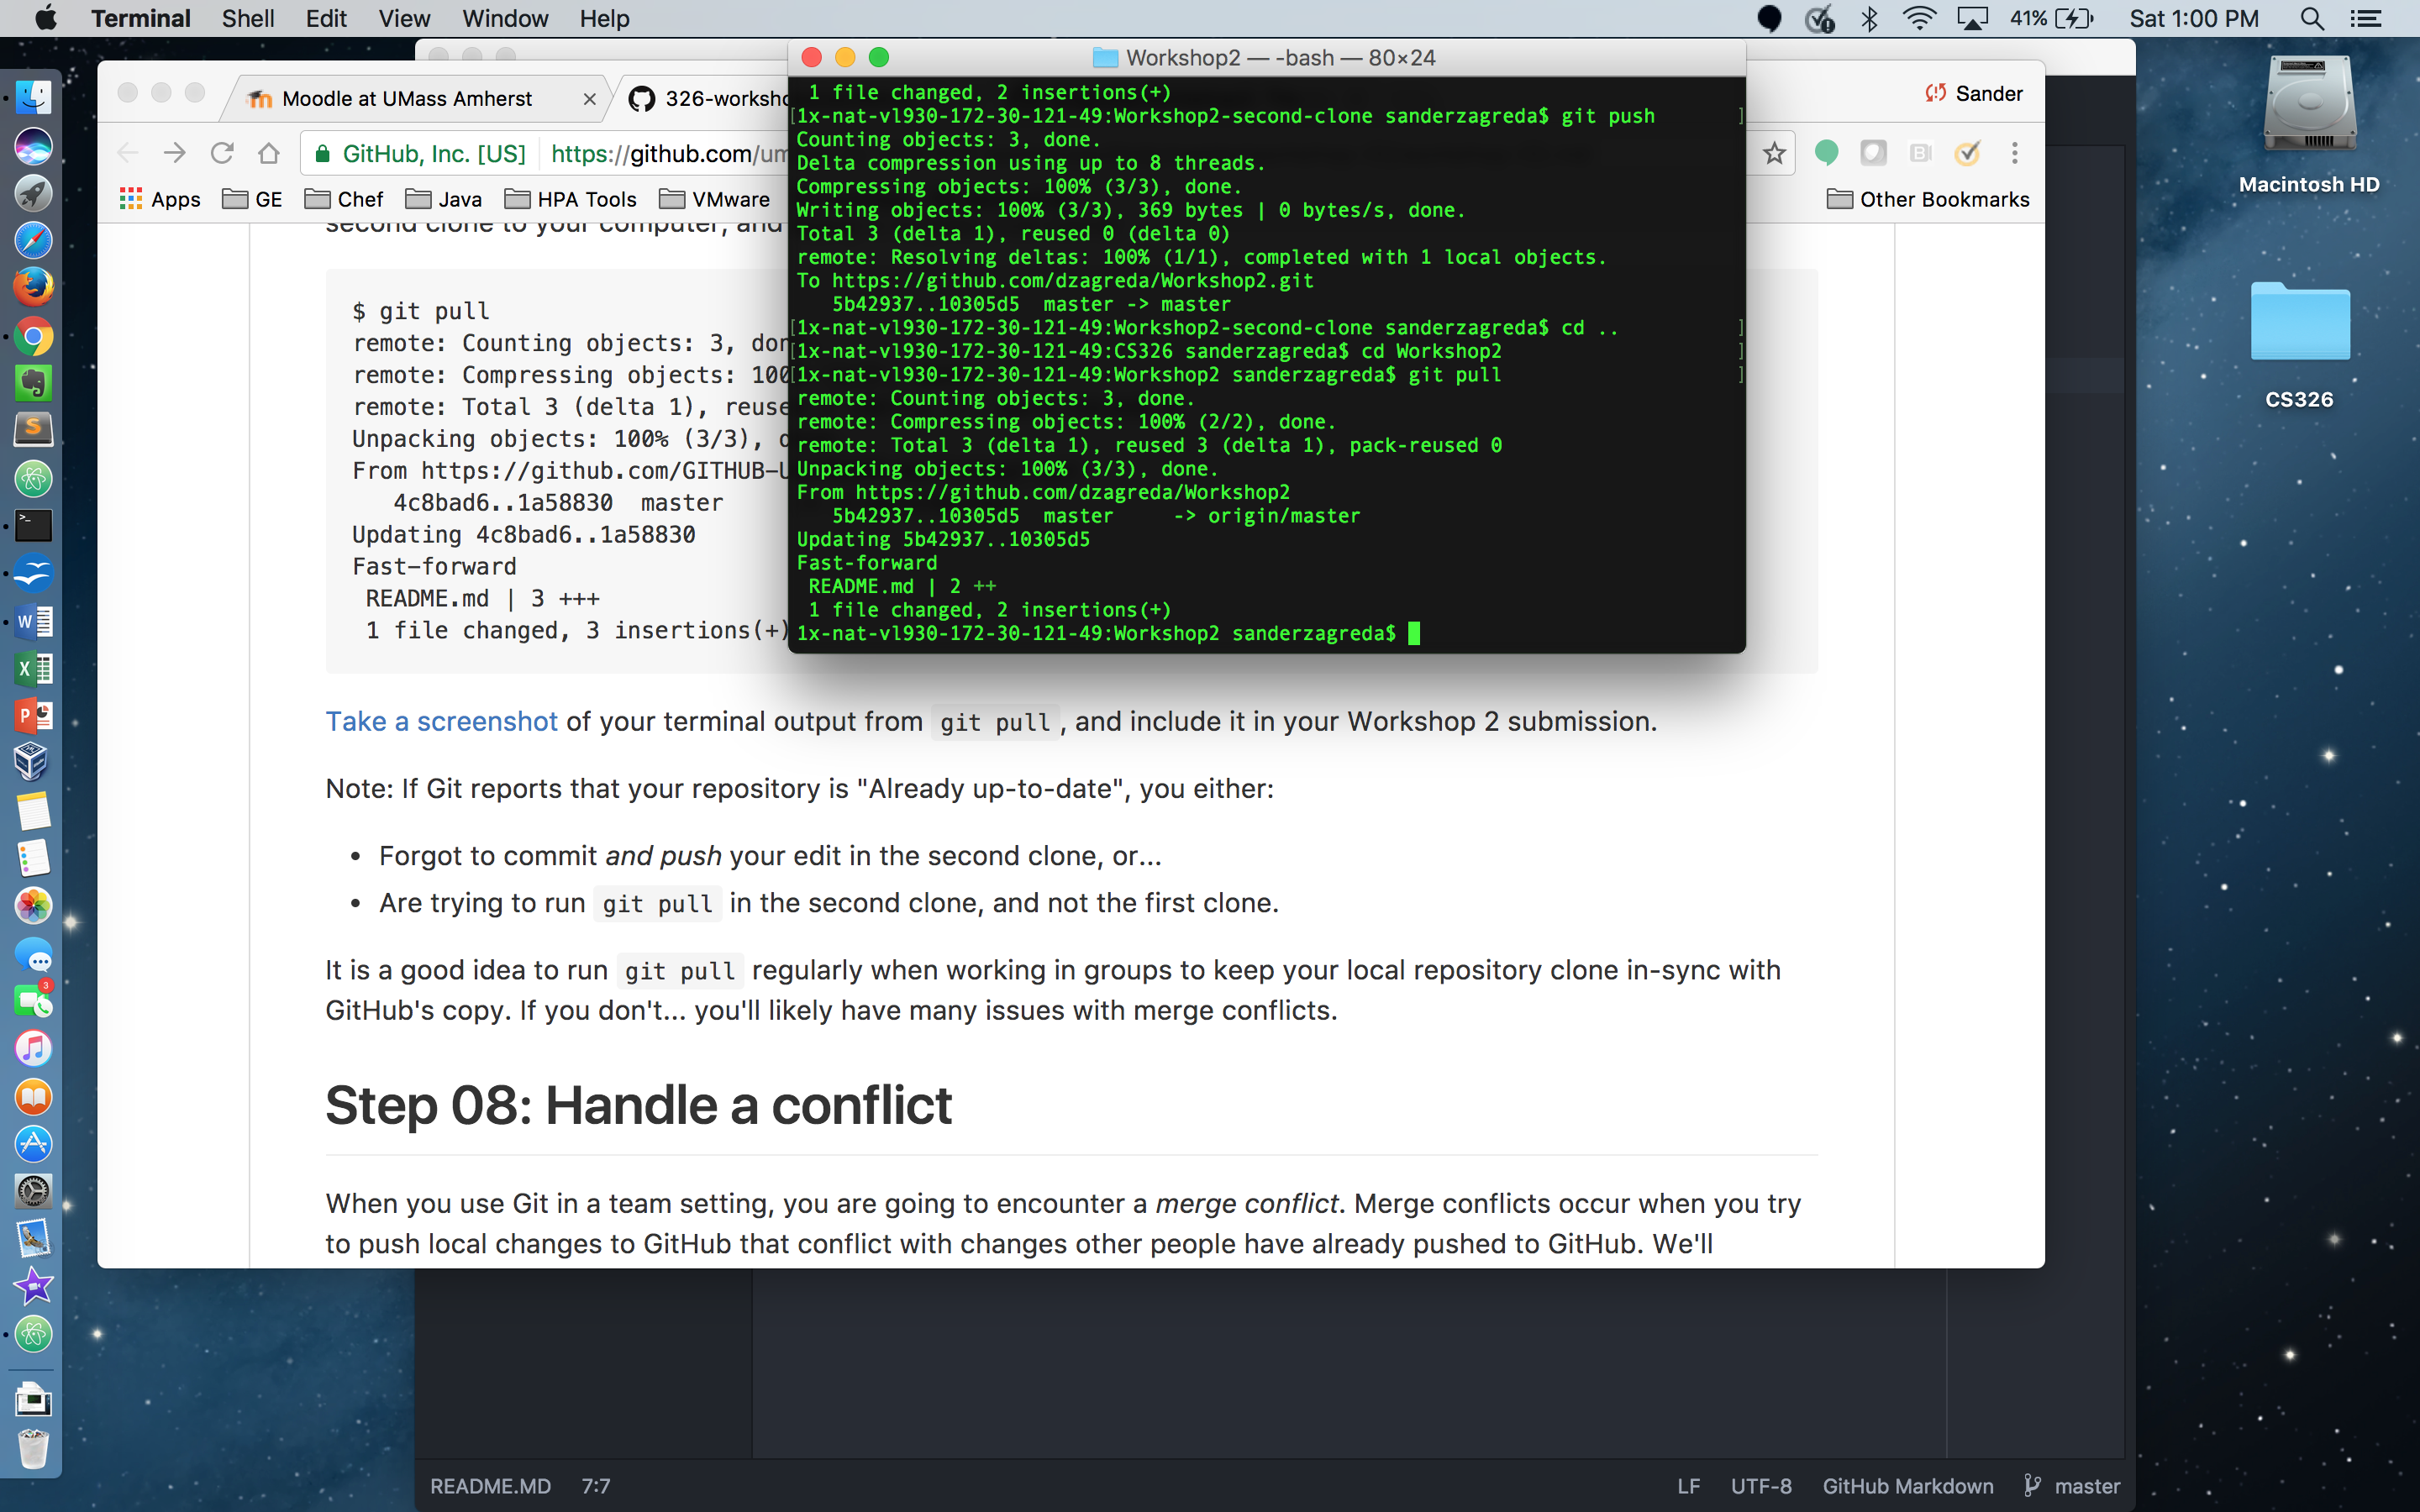 Terminal Shell Edit View Window Help
41% Sat 1:00 PM
Workshop2 — -bash — 80×24
Moodle at UMass Amherst
Sander
GitHub, Inc. [US] https://github.com/um
Apps GE Chef Java HPA Tools VMware
Other Bookmarks
second clone to your computer, and
$ git pull
remote: Counting objects: 3, don
remote: Compressing objects: 100
remote: Total 3 (delta 1), reuse
Unpacking objects: 100% (3/3), d
From https://github.com/GITHUB-U
4c8bad6..1a58830 master
Updating 4c8bad6..1a58830
Fast-forward
README.md | 3 +++
1 file changed, 3 insertions(+)
1 file changed, 2 insertions(+)
[1x-nat-vl930-172-30-121-49:Workshop2-second-clone sanderzagreda$ git push ]
Counting objects: 3, done.
Delta compression using up to 8 threads.
Compressing objects: 100% (3/3), done.
Writing objects: 100% (3/3), 369 bytes | 0 bytes/s, done.
Total 3 (delta 1), reused 0 (delta 0)
remote: Resolving deltas: 100% (1/1), completed with 1 local objects.
To https://github.com/dzagreda/Workshop2.git
5b42937..10305d5 master -> master
[1x-nat-vl930-172-30-121-49:Workshop2-second-clone sanderzagreda$ cd .. ]
[1x-nat-vl930-172-30-121-49:CS326 sanderzagreda$ cd Workshop2 ]
[1x-nat-vl930-172-30-121-49:Workshop2 sanderzagreda$ git pull ]
remote: Counting objects: 3, done.
remote: Compressing objects: 100% (2/2), done.
remote: Total 3 (delta 1), reused 3 (delta 1), pack-reused 0
Unpacking objects: 100% (3/3), done.
From https://github.com/dzagreda/Workshop2
5b42937..10305d5 master -> origin/master
Updating 5b42937..10305d5
Fast-forward
README.md | 2 ++
1 file changed, 2 insertions(+)
1x-nat-vl930-172-30-121-49:Workshop2 sanderzagreda$
Take a screenshot of your terminal output from git pull , and include it in your Workshop 2 submission.
Note: If Git reports that your repository is "Already up-to-date", you either:
• Forgot to commit and push your edit in the second clone, or...
• Are trying to run git pull in the second clone, and not the first clone.
It is a good idea to run git pull regularly when working in groups to keep your local repository clone in-sync with
GitHub's copy. If you don't... you'll likely have many issues with merge conflicts.
Step 08: Handle a conflict
When you use Git in a team setting, you are going to encounter a merge conflict. Merge conflicts occur when you try
to push local changes to GitHub that conflict with changes other people have already pushed to GitHub. We'll
Macintosh HD
CS326
3
README.MD 7:7
LF UTF-8 GitHub Markdown master